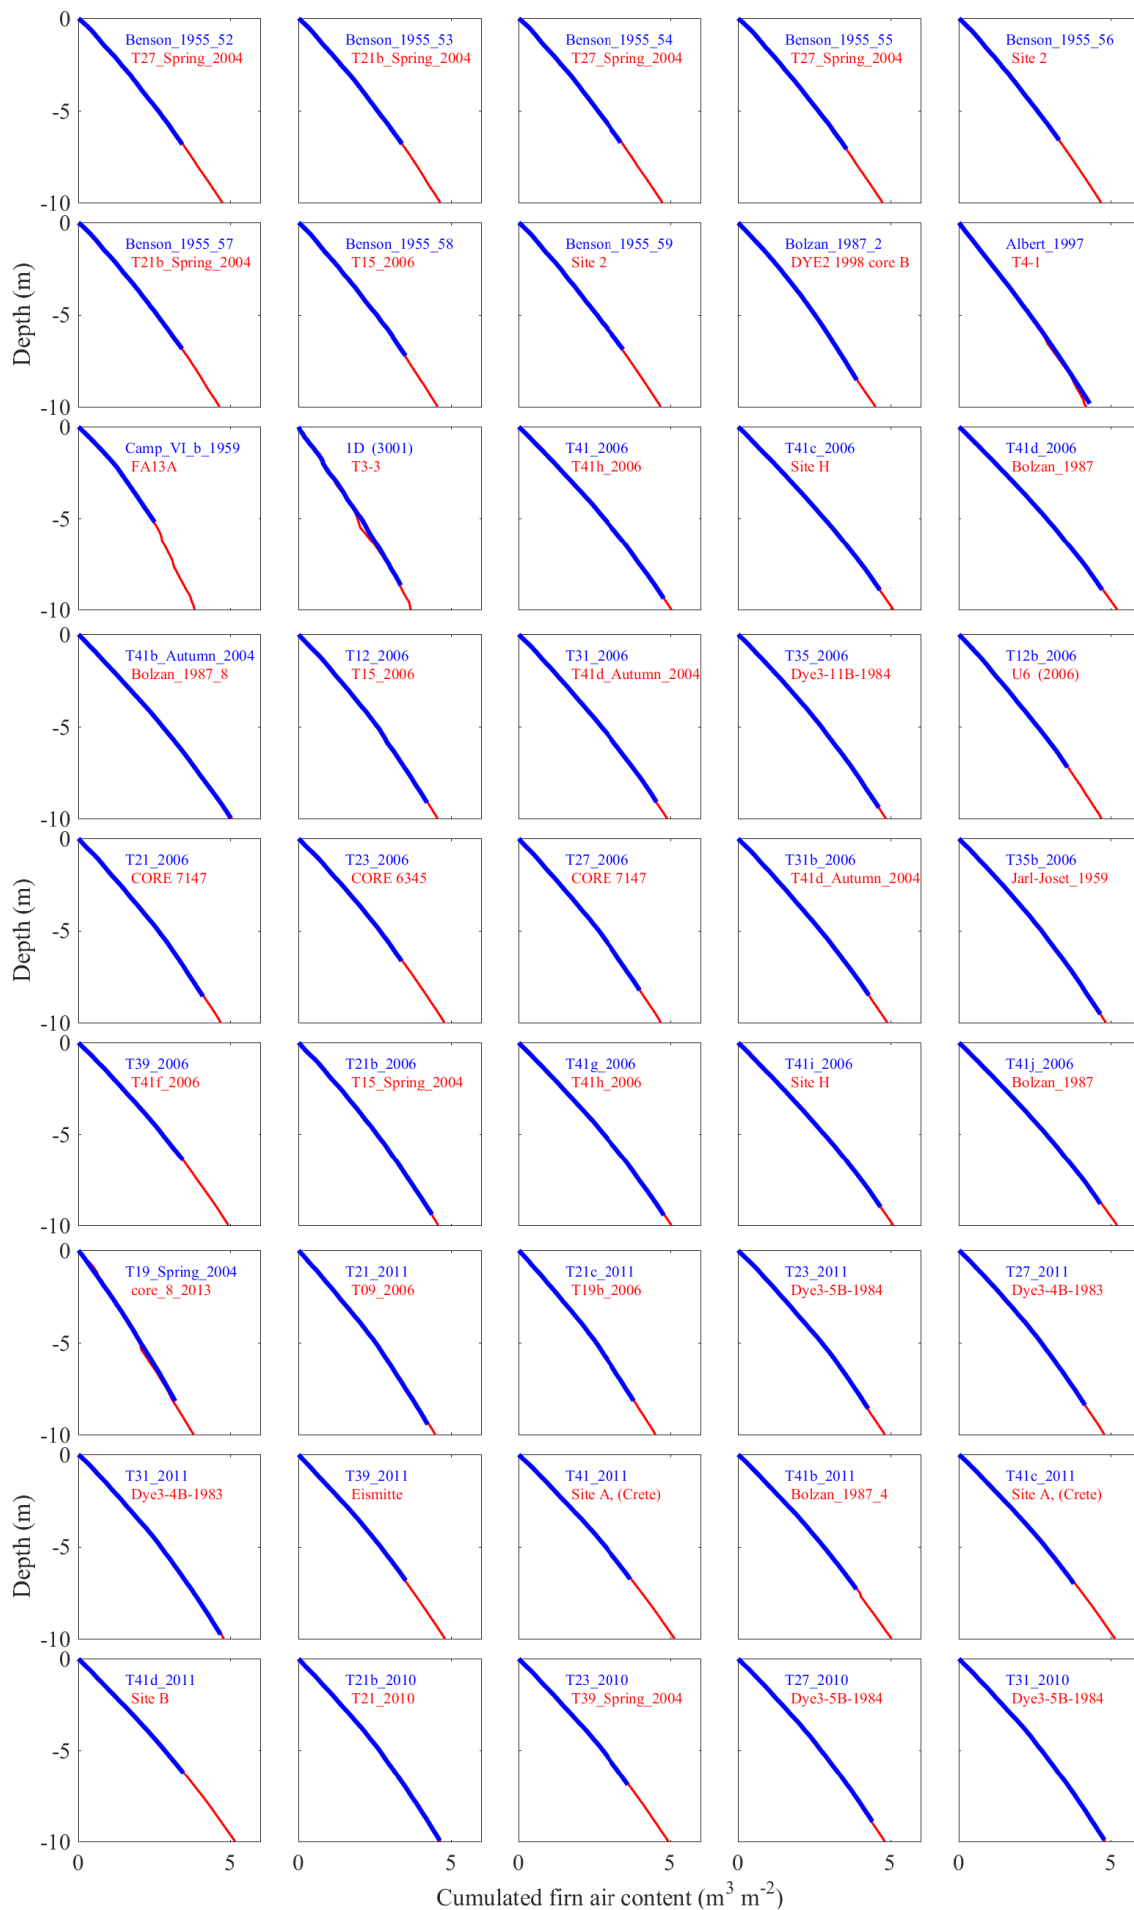 0
-5
-10
Benson_1955_52
T27_Spring_2004
Benson_1955_53
T21b_Spring_2004
Benson_1955_54
T27_Spring_2004
Benson_1955_55
T27_Spring_2004
Benson_1955_56
Site 2
Depth (m)
0
-5
-10
Benson_1955_57
T21b_Spring_2004
Benson_1955_58
T15_2006
Benson_1955_59
Site 2
Bolzan_1987_2
DYE2 1998 core B
Albert_1997
T4-1
0
-5
-10
Camp_VI_b_1959
FA13A
1D (3001)
T3-3
T41_2006
T41h_2006
T41c_2006
Site H
T41d_2006
Bolzan_1987
0
-5
-10
T41b_Autumn_2004
Bolzan_1987_8
T12_2006
T15_2006
T31_2006
T41d_Autumn_2004
T35_2006
Dye3-11B-1984
T12b_2006
U6 (2006)
Depth (m)
0
-5
-10
T21_2006
CORE 7147
T23_2006
CORE 6345
T27_2006
CORE 7147
T31b_2006
T41d_Autumn_2004
T35b_2006
Jarl-Joset_1959
0
-5
-10
T39_2006
T41f_2006
T21b_2006
T15_Spring_2004
T41g_2006
T41h_2006
T41i_2006
Site H
T41j_2006
Bolzan_1987
0
-5
-10
T19_Spring_2004
core_8_2013
T21_2011
T09_2006
T21c_2011
T19b_2006
T23_2011
Dye3-5B-1984
T27_2011
Dye3-4B-1983
Depth (m)
0
-5
-10
T31_2011
Dye3-4B-1983
T39_2011
Eismitte
T41_2011
Site A, (Crete)
T41b_2011
Bolzan_1987_4
T41c_2011
Site A, (Crete)
0
-5
-10
T41d_2011
Site B
T21b_2010
T21_2010
T23_2010
T39_Spring_2004
T27_2010
Dye3-5B-1984
T31_2010
Dye3-5B-1984
0 5 0 5 0 5 0 5 0 5
Cumulated firn air content (m³ m⁻²)